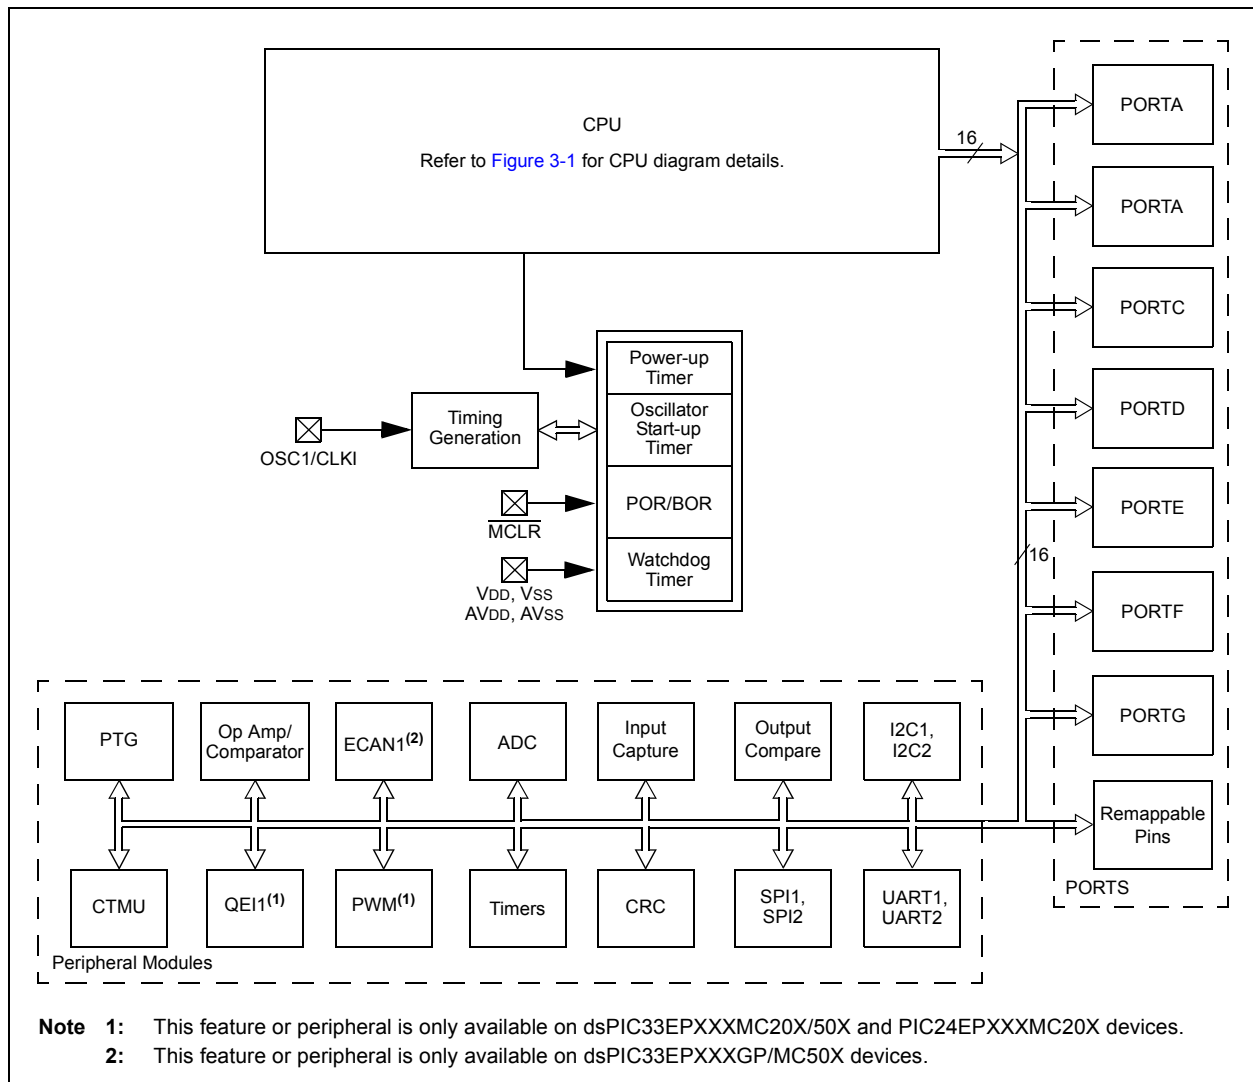 CPU
Refer to Figure 3-1 for CPU diagram details.
16
PORTA
PORTA
PORTC
PORTD
PORTE
16
PORTF
PORTG
Remappable
Pins
PORTS
Power-up
Timer
Oscillator
Start-up
Timer
POR/BOR
Watchdog
Timer
Timing
Generation
OSC1/CLKI
MCLR
VDD, VSS
AVDD, AVSS
PTG
Op Amp/
Comparator
ECAN1(2)
ADC
Input
Capture
Output
Compare
I2C1,
I2C2
CTMU
QEI1(1)
PWM(1)
Timers
CRC
SPI1,
SPI2
UART1,
UART2
Peripheral Modules
Note 1: This feature or peripheral is only available on dsPIC33EPXXXMC20X/50X and PIC24EPXXXMC20X devices.
2: This feature or peripheral is only available on dsPIC33EPXXXGP/MC50X devices.